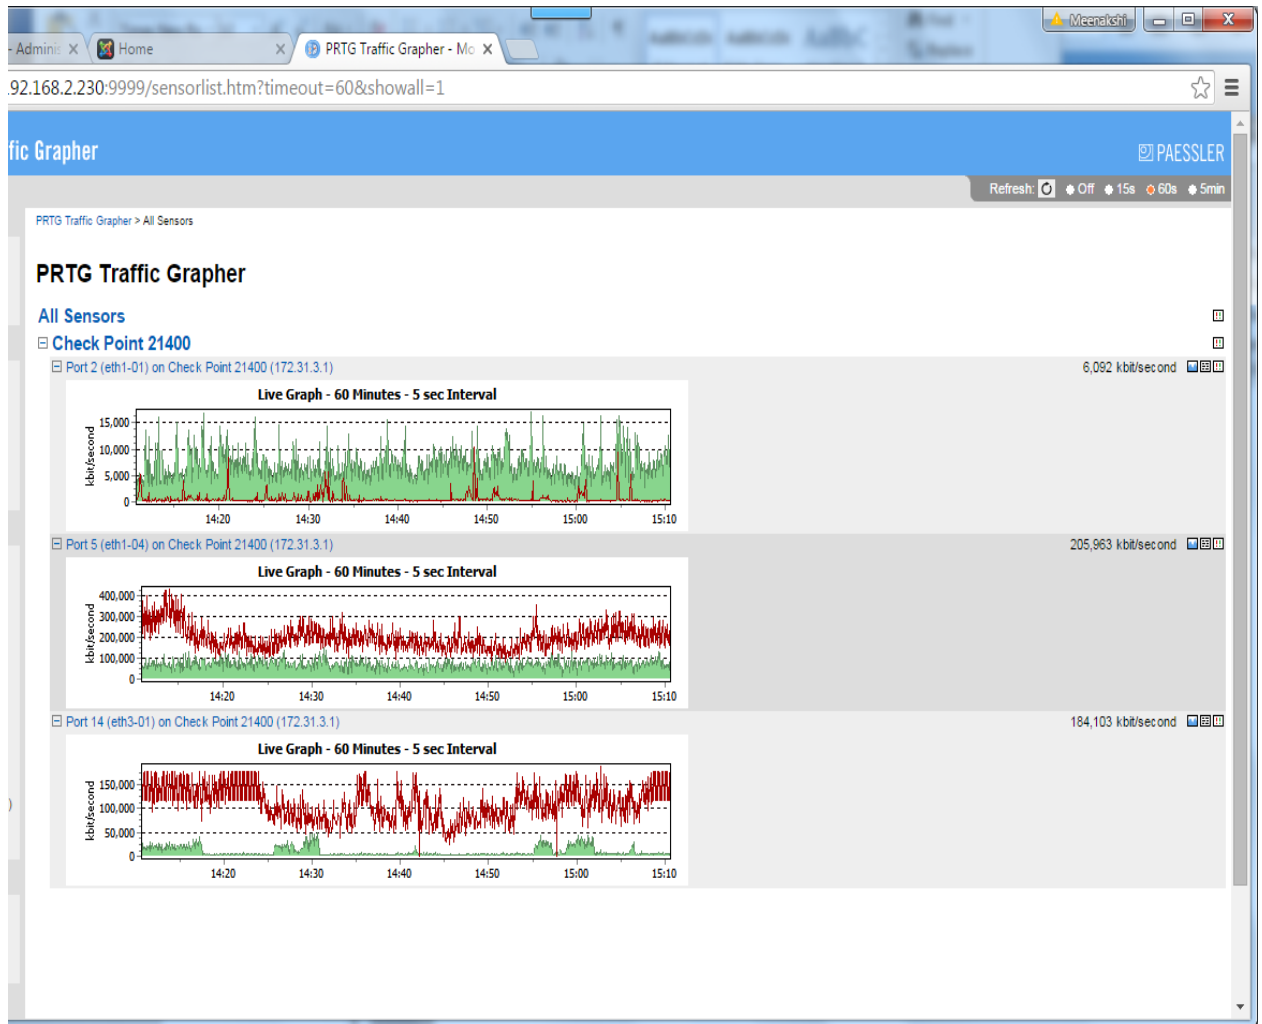 Meenakshi
- Adminis
Home
PRTG Traffic Grapher - Mo
.92.168.2.230:9999/sensorlist.htm?timeout=60&showall=1
fic Grapher
PAESSLER
Refresh: Off 15s 60s 5min
PRTG Traffic Grapher > All Sensors
PRTG Traffic Grapher
All Sensors
Check Point 21400
Port 2 (eth1-01) on Check Point 21400 (172.31.3.1) 6,092 kbit/second
Live Graph - 60 Minutes - 5 sec Interval
kbit/second
15,000
10,000
5,000
0
14:20 14:30 14:40 14:50 15:00 15:10
Port 5 (eth1-04) on Check Point 21400 (172.31.3.1) 205,963 kbit/second
Live Graph - 60 Minutes - 5 sec Interval
kbit/second
400,000
300,000
200,000
100,000
0
14:20 14:30 14:40 14:50 15:00 15:10
Port 14 (eth3-01) on Check Point 21400 (172.31.3.1) 184,103 kbit/second
Live Graph - 60 Minutes - 5 sec Interval
kbit/second
150,000
100,000
50,000
0
14:20 14:30 14:40 14:50 15:00 15:10
)